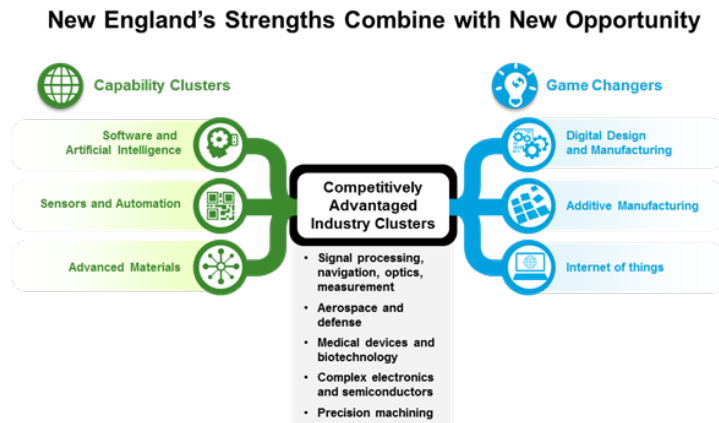 New England's Strengths Combine with New Opportunity
Capability Clusters
Software and
Artificial Intelligence
Sensors and Automation
Advanced Materials
Competitively
Advantaged
Industry Clusters
• Signal processing,
navigation, optics,
measurement
• Aerospace and
defense
• Medical devices and
biotechnology
• Complex electronics
and semiconductors
• Precision machining
Game Changers
Digital Design
and Manufacturing
Additive Manufacturing
Internet of things